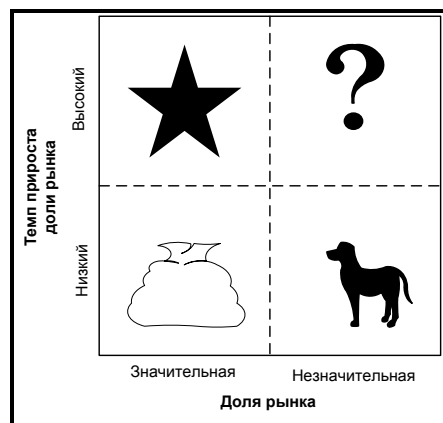 Темп прироста
доли рынка
Высокий
?
Низкий
Значительная
Незначительная
Доля рынка